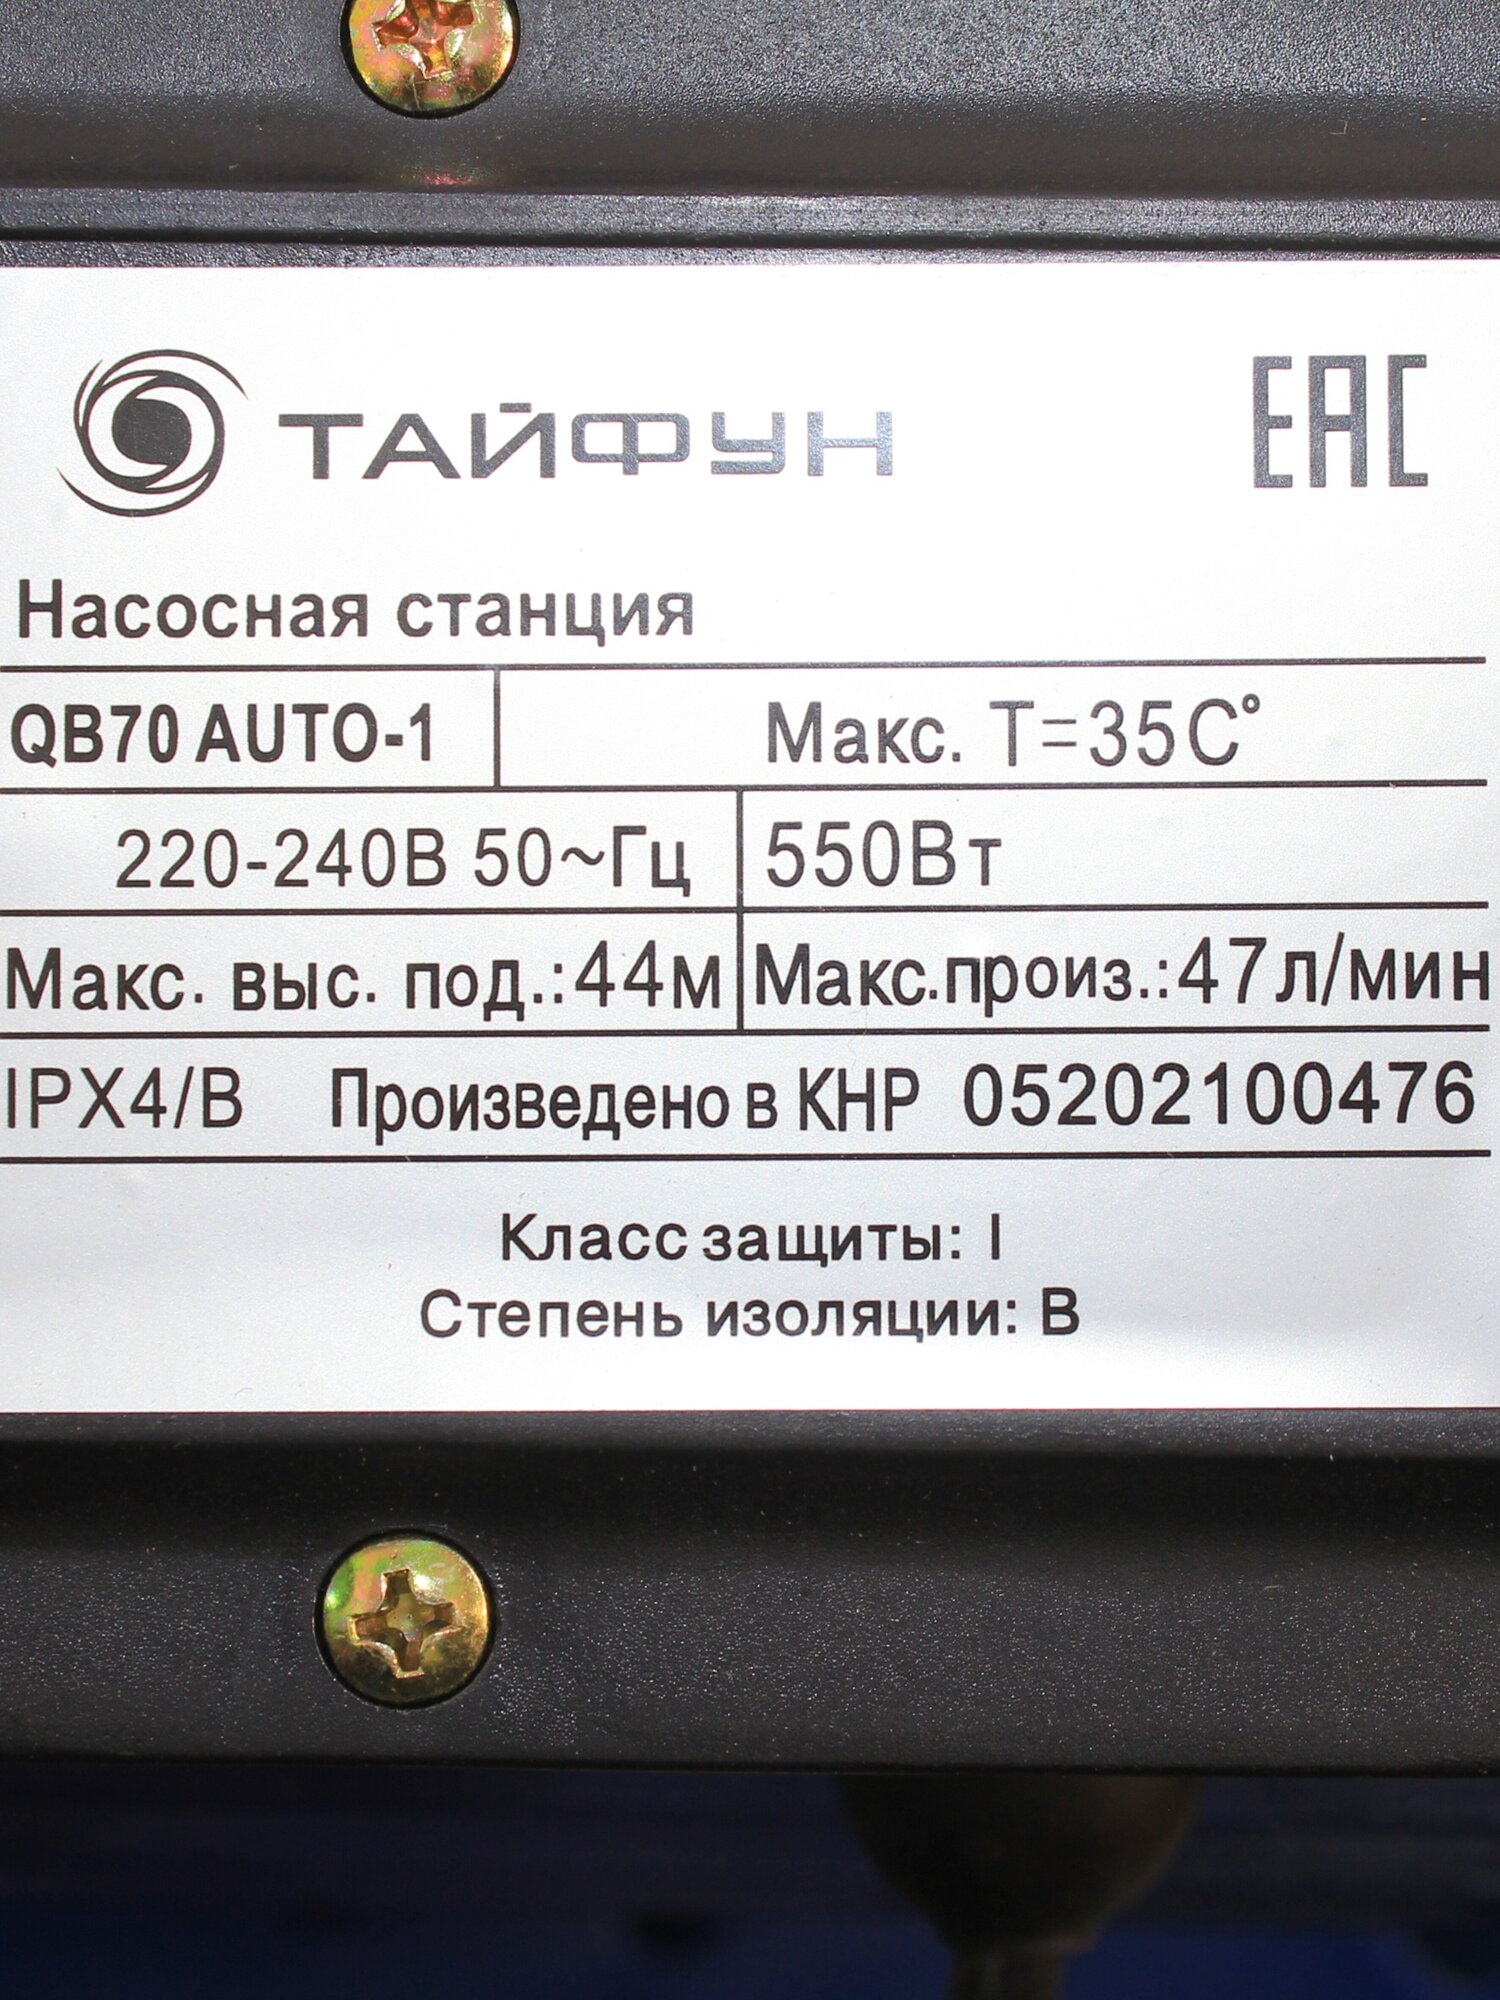 ТАЙФУН EAC
Насосная станция
QB70 AUTO-1 Макс. T=35C°
220-240В 50~Гц 550Вт
Макс. выс. под.:44м Макс.произ.:47л/мин
IPX4/B Произведено в КНР 05202100476
Класс защиты: I
Степень изоляции: B